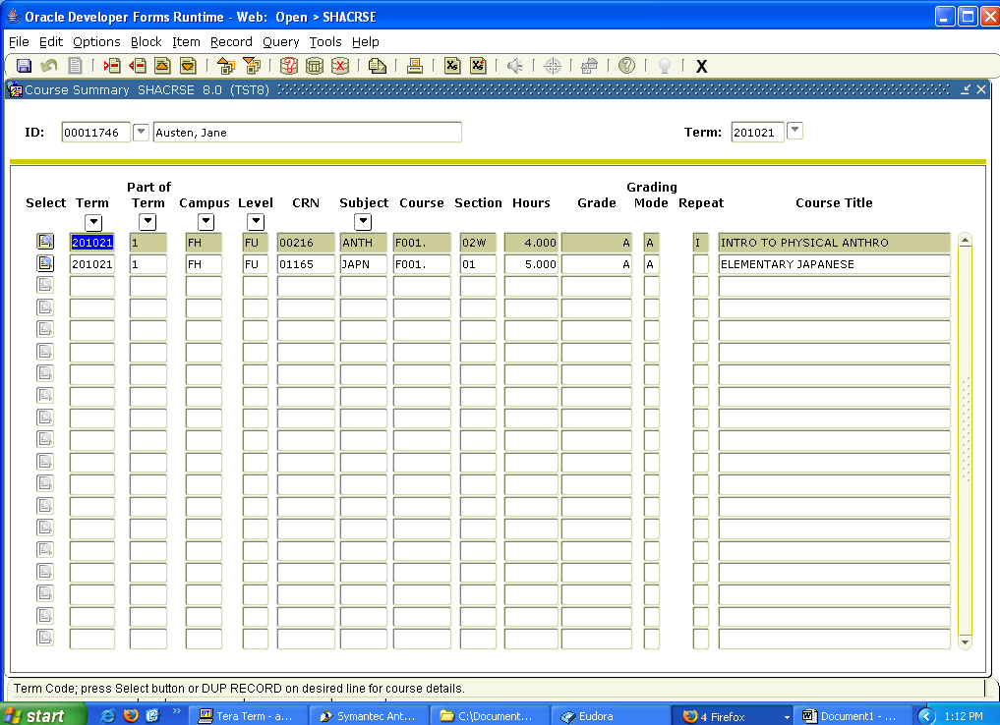 Oracle Developer Forms Runtime - Web: Open > SHACRSE
File Edit Options Block Item Record Query Tools Help
X
Course Summary SHACRSE 8.0 (TST8)
ID: 00011746 Austen, Jane Term: 201021
Part of Grading
Select Term Term Campus Level CRN Subject Course Section Hours Grade Mode Repeat Course Title
201021 1 FH FU 00216 ANTH F001. 02W 4.000 A A I INTRO TO PHYSICAL ANTHRO
201021 1 FH FU 01165 JAPN F001. 01 5.000 A A ELEMENTARY JAPANESE
Term Code; press Select button or DUP RECORD on desired line for course details.
start Tera Term - a... Symantec Ant... C:\Document... Eudora 4 Firefox Document1 - ... 1:12 PM